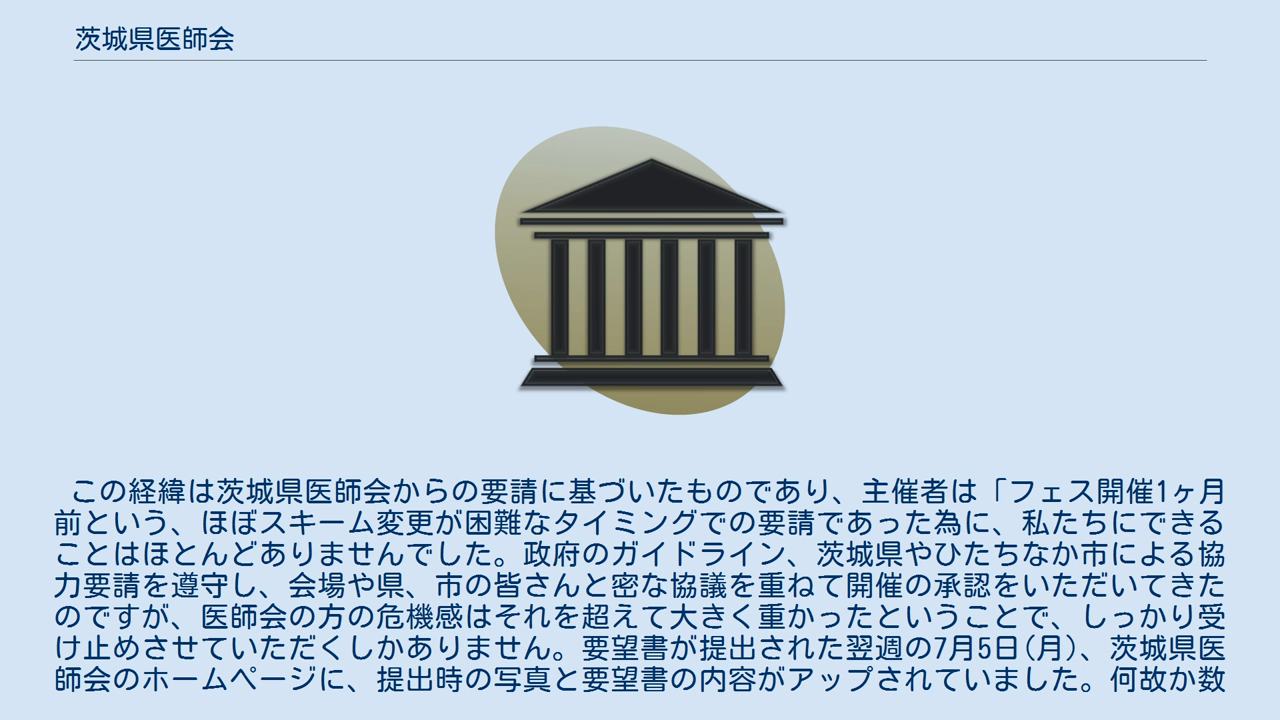 茨城県医師会
この経緯は茨城県医師会からの要請に基づいたものであり、主催者は「フェス開催1ヶ月
前という、ほぼスキーム変更が困難なタイミングでの要請であった為に、私たちにできる
ことはほとんどありませんでした。政府のガイドライン、茨城県やひたちなか市による協
力要請を遵守し、会場や県、市の皆さんと密な協議を重ねて開催の承認をいただいてきた
のですが、医師会の方の危機感はそれを超えて大きく重かったということで、しっかり受
け止めさせていただくしかありません。要望書が提出された翌週の7月5日(月)、茨城県医
師会のホームページに、提出時の写真と要望書の内容がアップされていました。何故か数